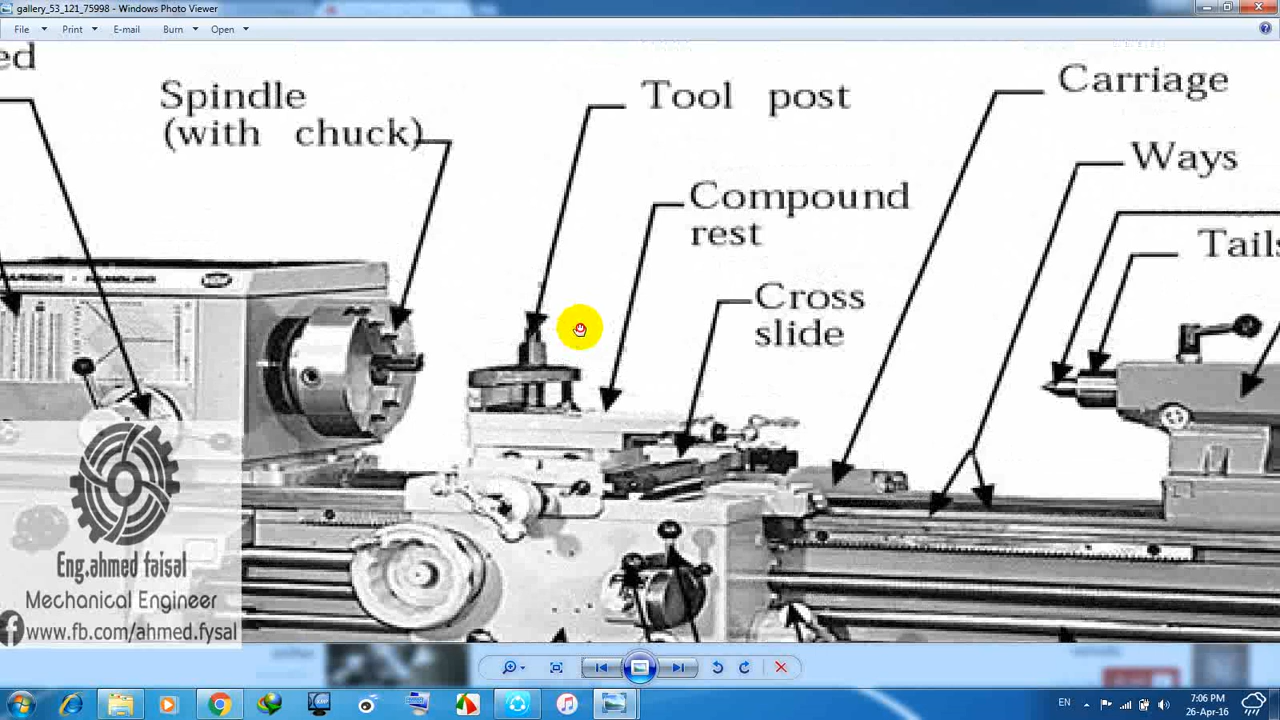 gallery_53_121_75998 - Windows Photo Viewer
File Print E-mail Burn Open
ed
Spindle
(with chuck)
Tool post
Compound
rest
Cross
slide
Carriage
Ways
Tails
Eng.ahmed faisal
Mechanical Engineer
www.fb.com/ahmed.fysal
EN
7:06 PM
26-Apr-16